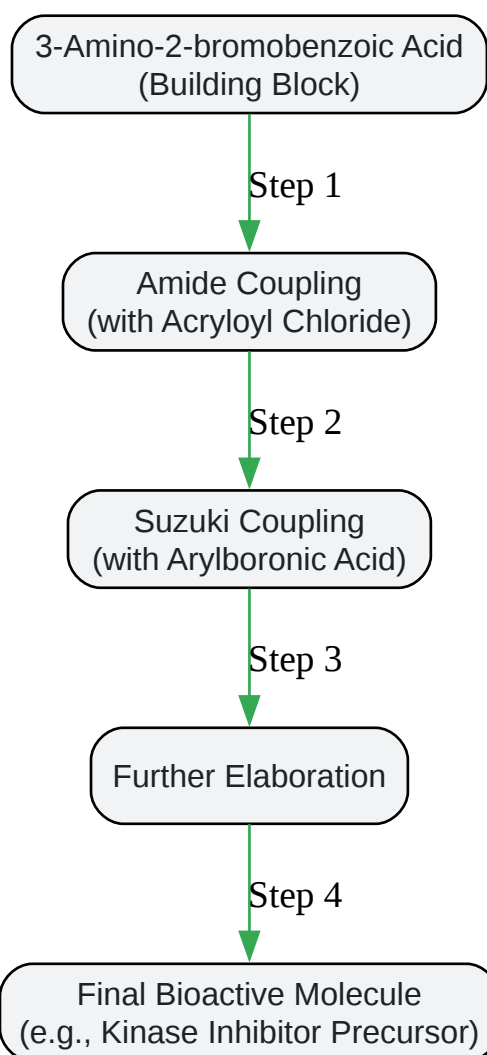 3-Amino-2-bromobenzoic Acid
(Building Block)
Step 1
Amide Coupling
(with Acryloyl Chloride)
Step 2
Suzuki Coupling
(with Arylboronic Acid)
Step 3
Further Elaboration
Step 4
Final Bioactive Molecule
(e.g., Kinase Inhibitor Precursor)